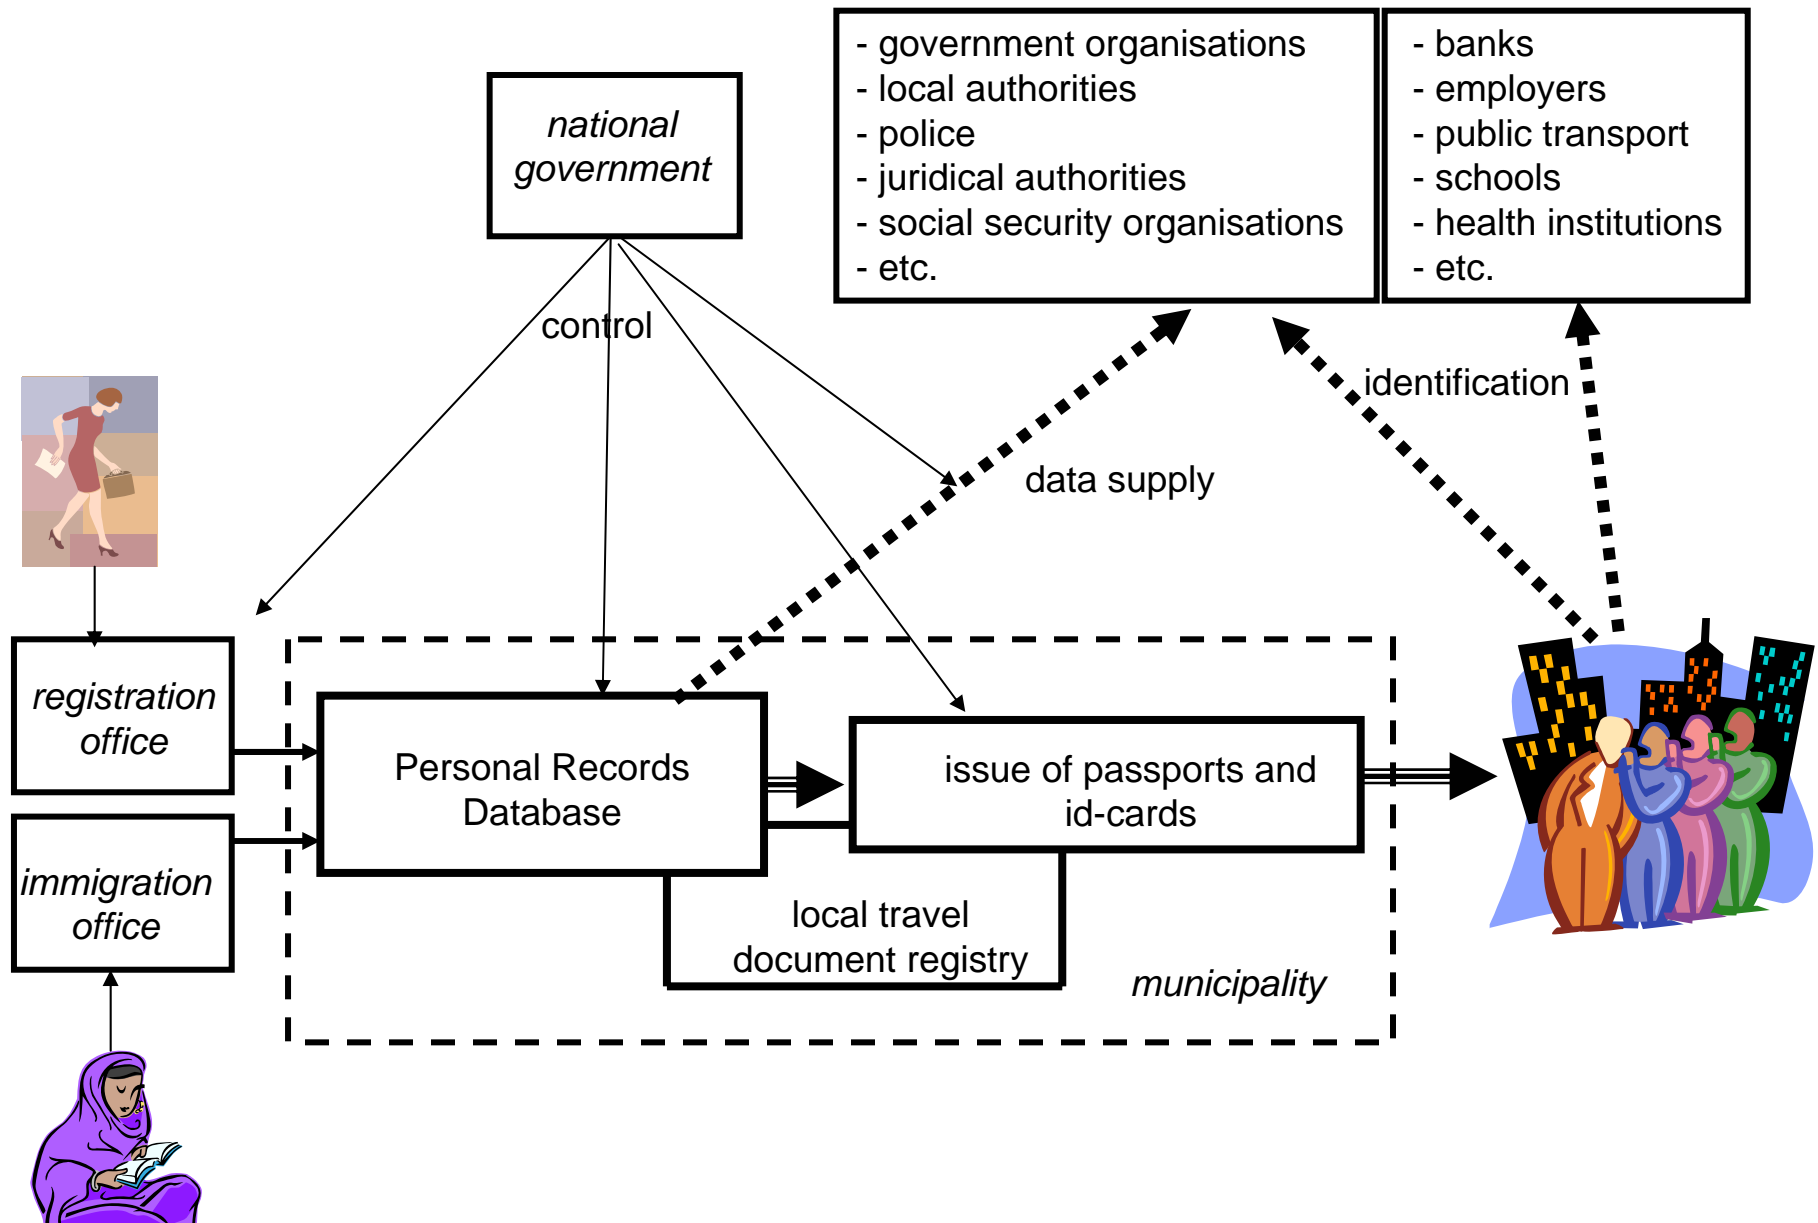 - government organisations
- local authorities
- police
- juridical authorities
- social security organisations
- etc.
- banks
- employers
- public transport
- schools
- health institutions
- etc.
national
government
control
identification
data supply
registration
office
immigration
office
Personal Records
Database
issue of passports and
id-cards
local travel
document registry
municipality